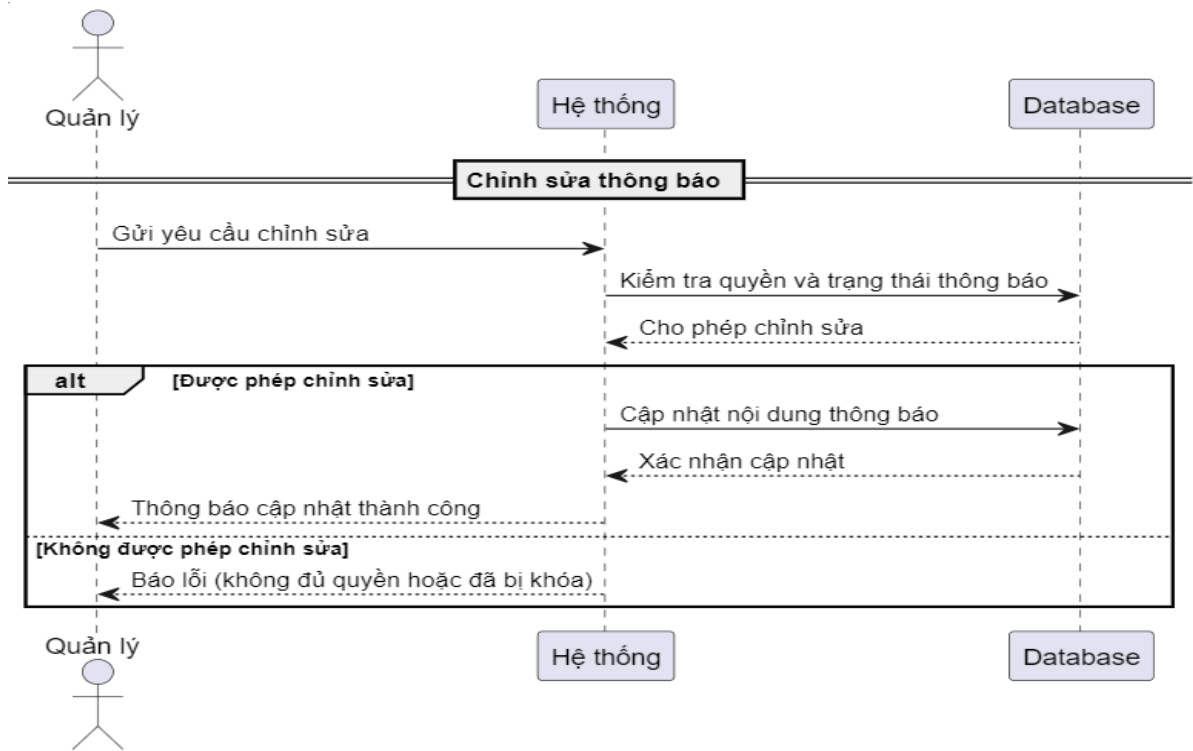 Quản lý
Hệ thống
Database
Chỉnh sửa thông báo
Gửi yêu cầu chỉnh sửa
Kiểm tra quyền và trạng thái thông báo
Cho phép chỉnh sửa
alt
[Được phép chỉnh sửa]
Cập nhật nội dung thông báo
Xác nhận cập nhật
Thông báo cập nhật thành công
[Không được phép chỉnh sửa]
Báo lỗi (không đủ quyền hoặc đã bị khóa)
Quản lý
Hệ thống
Database